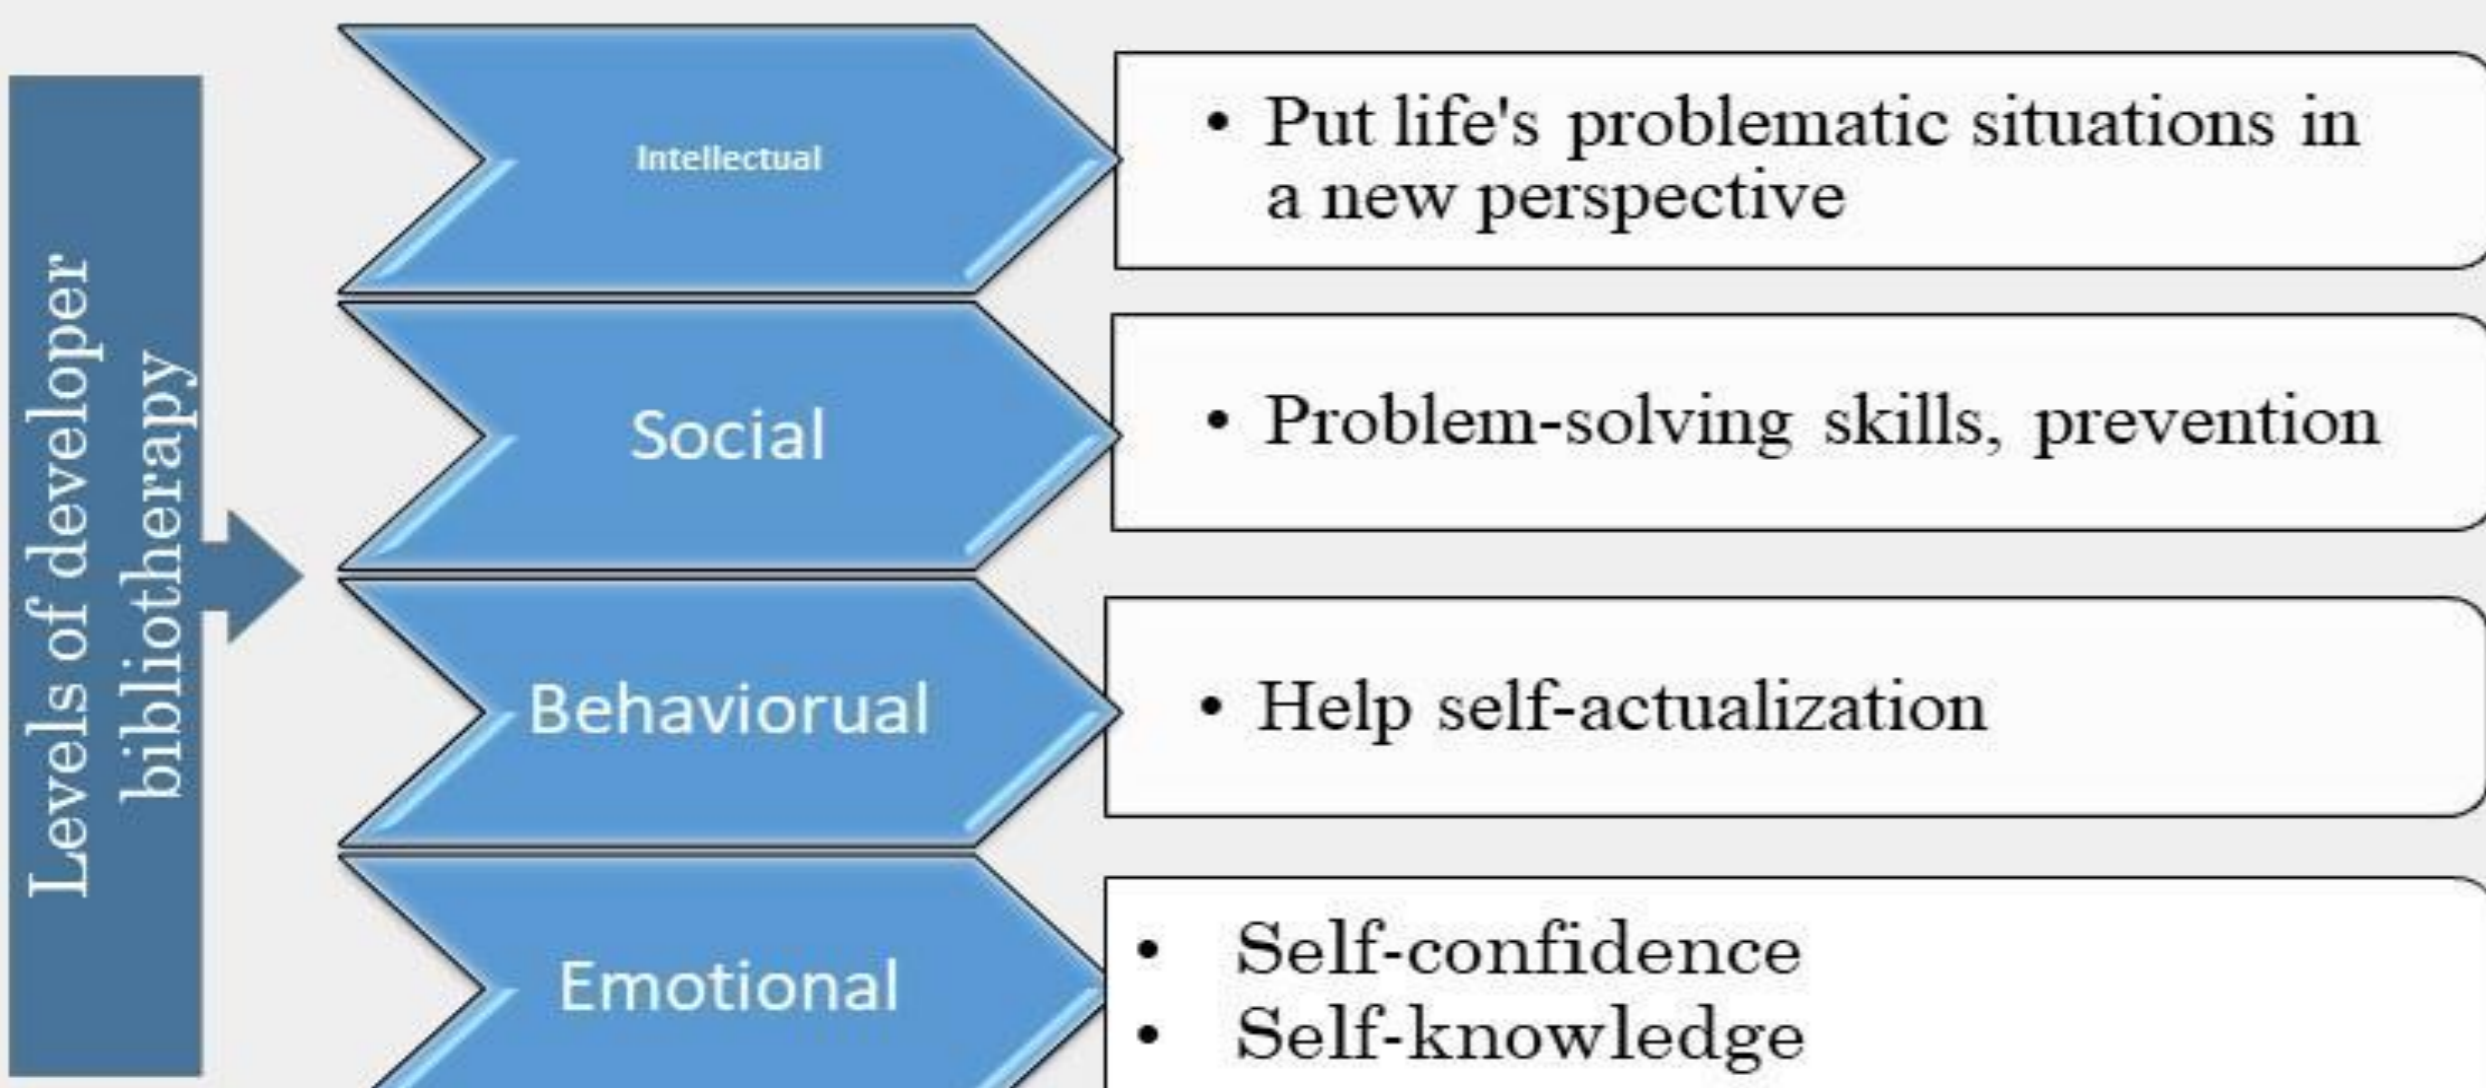 Levels of developer
bibliotherapy
Intellectual
• Put life's problematic situations in
a new perspective
Social
• Problem-solving skills, prevention
Behaviorual
• Help self-actualization
Emotional
• Self-confidence
• Self-knowledge